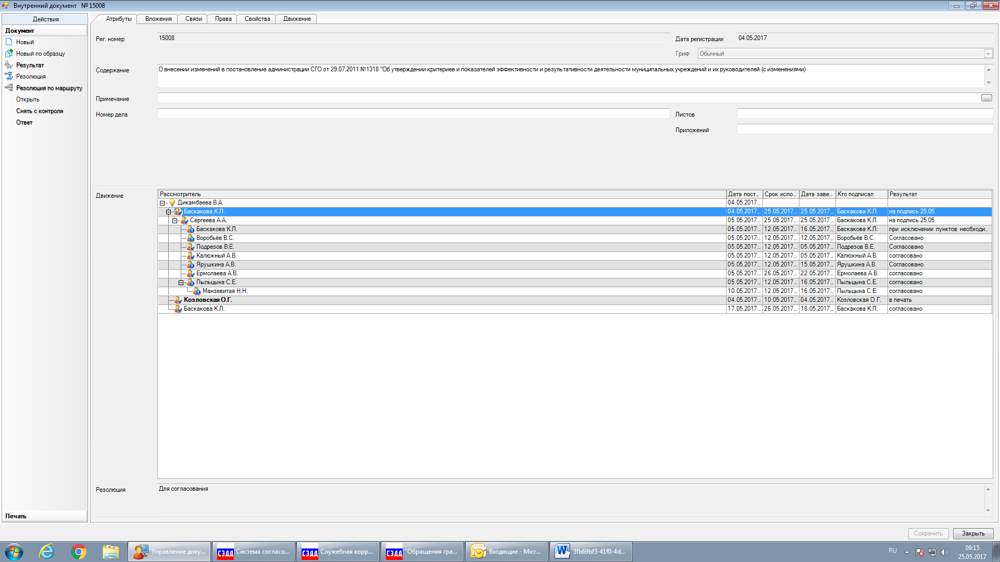 Внутренний документ № 15008
Действия
Документ
Новый
Новый по образцу
Результат
Резолюция
Резолюция по маршруту
Открыть
Снять с контроля
Ответ
Печать
Атрибуты Вложения Связи Права Свойства Движение
Рег. номер 15008 Дата регистрации 04.05.2017
Гриф Обычный
Содержание О внесении изменений в постановление администрации СГО от 29.07.2011 №1318 "Об утверждении критериев и показателей эффективности и результативности деятельности муниципальных учреждений и их руководителей (с изменениями)
Примечание ...
Номер дела Листов
Приложений
Движение
Рассмотритель Дата пост... Срок испо... Дата заве... Кто подписал Результат
Дикамбаева В.А. 04.05.2017...
Баскакова К.Л. 04.05.2017... 25.05.2017... 25.05.2017... Баскакова К.Л. на подпись 25.05.
Сергеева А.А. 05.05.2017... 25.05.2017... 25.05.2017... Баскакова К.Л. на подпись 25.05.
Баскакова К.Л. 05.05.2017... 12.05.2017... 16.05.2017... Баскакова К.Л. при исключении пунктов необходи...
Воробьёв В.С. 05.05.2017... 12.05.2017... 12.05.2017... Воробьёв В.С. Согласовано
Подрезов В.Е. 05.05.2017... 12.05.2017... 05.05.2017... Подрезов В.Е. Согласовано
Калюжный А.В. 05.05.2017... 12.05.2017... 05.05.2017... Калюжный А.В. согласовано
Ярушкина А.В. 05.05.2017... 12.05.2017... 15.05.2017... Ярушкина А.В. Согласовано.
Ермолаева А.В. 05.05.2017... 26.05.2017... 22.05.2017... Ермолаева А.В. согласовано
Пыльцына С.Е. 05.05.2017... 12.05.2017... 16.05.2017... Пыльцына С.Е. согласовано
Манзевитая Н.Н. 10.05.2017... 12.05.2017... 16.05.2017... Пыльцына С.Е. согласовано
Козловская О.Г. 04.05.2017... 10.05.2017... 04.05.2017... Козловская О.Г. в печать
Баскакова К.Л. 17.05.2017... 26.05.2017... 18.05.2017... Баскакова К.Л. согласовано
Резолюция Для согласования
Сохранить Закрыть
Управление доку... СЭДД Система согласо... СЭДД Служебная корр... СЭДД "Обращения гра... Входящие - Micr... 3fb69bf3-41f0-4d... RU 09:15
25.05.2017